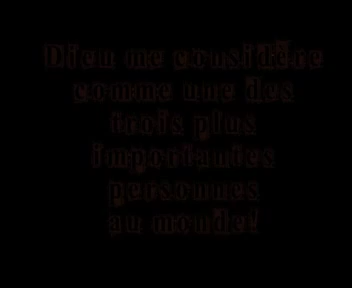 Dieu me considère
comme une des
trois plus
importantes
personnes
au monde!